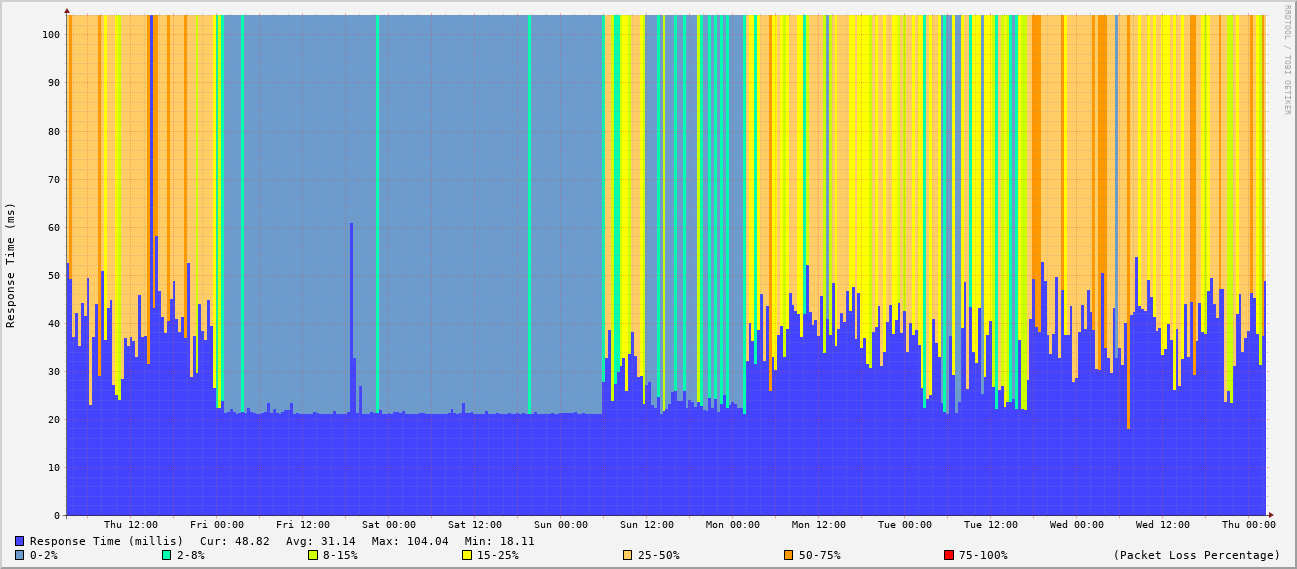 RRDTOOL / TOBI OETIKER
Response Time (ms)
100
90
80
70
60
50
40
30
20
10
0
Thu 12:00 Fri 00:00 Fri 12:00 Sat 00:00 Sat 12:00 Sun 00:00 Sun 12:00 Mon 00:00 Mon 12:00 Tue 00:00 Tue 12:00 Wed 00:00 Wed 12:00 Thu 00:00
Response Time (millis) Cur: 48.82 Avg: 31.14 Max: 104.04 Min: 18.11
0-2% 2-8% 8-15% 15-25% 25-50% 50-75% 75-100% (Packet Loss Percentage)